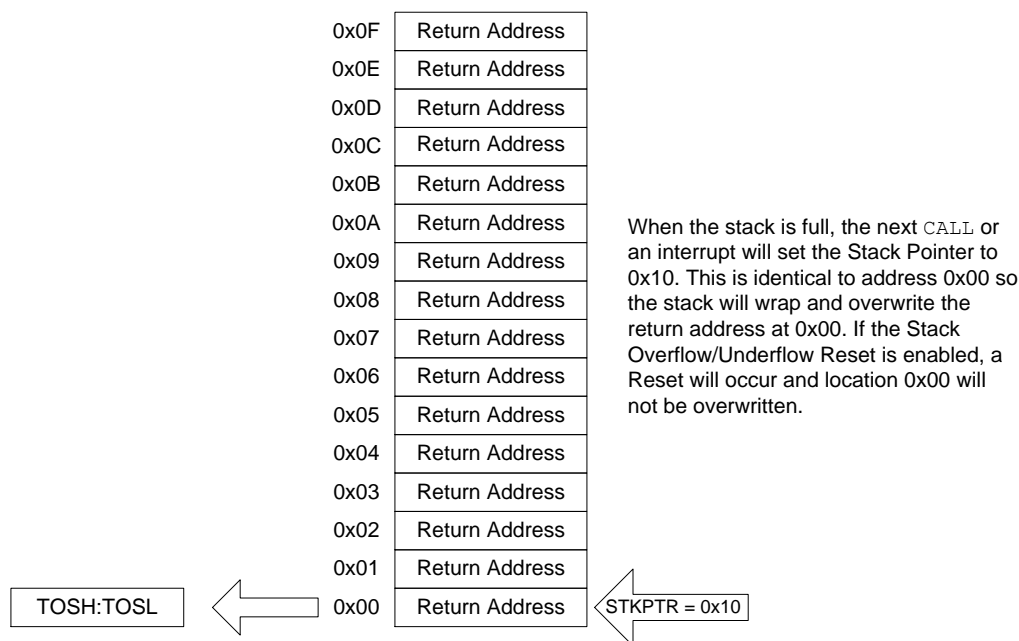 0x0F Return Address
0x0E Return Address
0x0D Return Address
0x0C Return Address
0x0B Return Address
0x0A Return Address
0x09 Return Address
0x08 Return Address
0x07 Return Address
0x06 Return Address
0x05 Return Address
0x04 Return Address
0x03 Return Address
0x02 Return Address
0x01 Return Address
TOSH:TOSL 0x00 Return Address STKPTR = 0x10
When the stack is full, the next CALL or
an interrupt will set the Stack Pointer to
0x10. This is identical to address 0x00 so
the stack will wrap and overwrite the
return address at 0x00. If the Stack
Overflow/Underflow Reset is enabled, a
Reset will occur and location 0x00 will
not be overwritten.